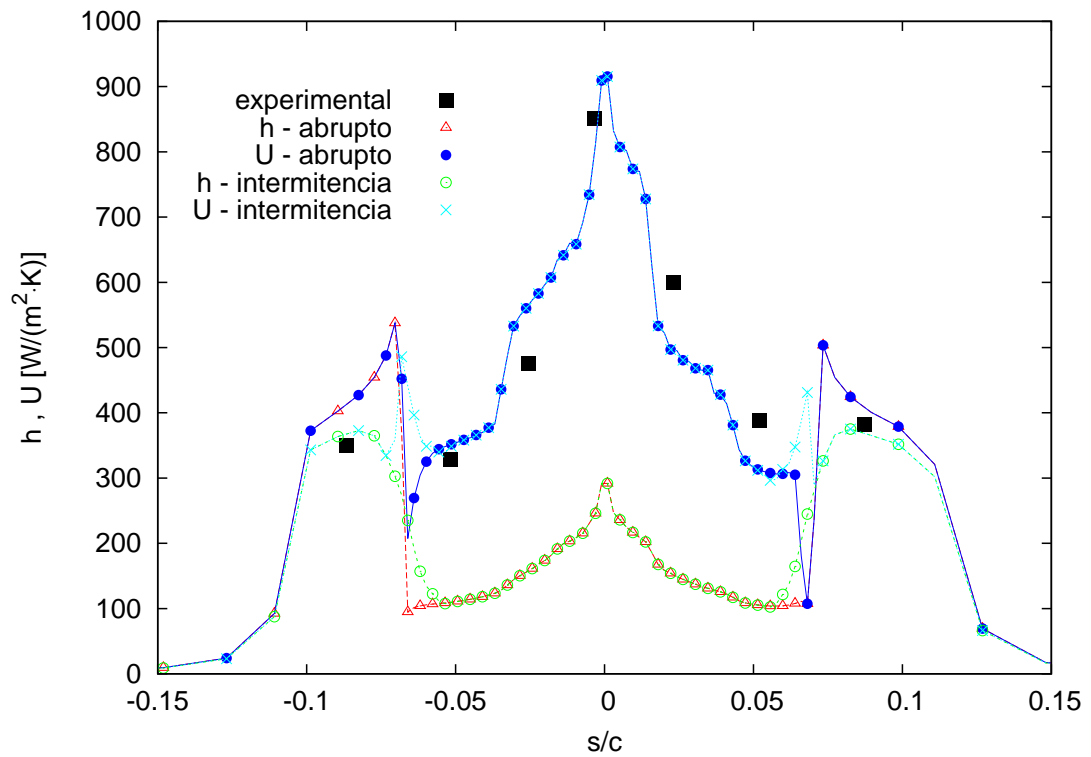 1000
900
800
700
600
500
400
300
200
100
0
h , U [W/(m²·K)]
experimental
h - abrupto
U - abrupto
h - intermitencia
U - intermitencia
-0.15 -0.1 -0.05 0 0.05 0.1 0.15
s/c